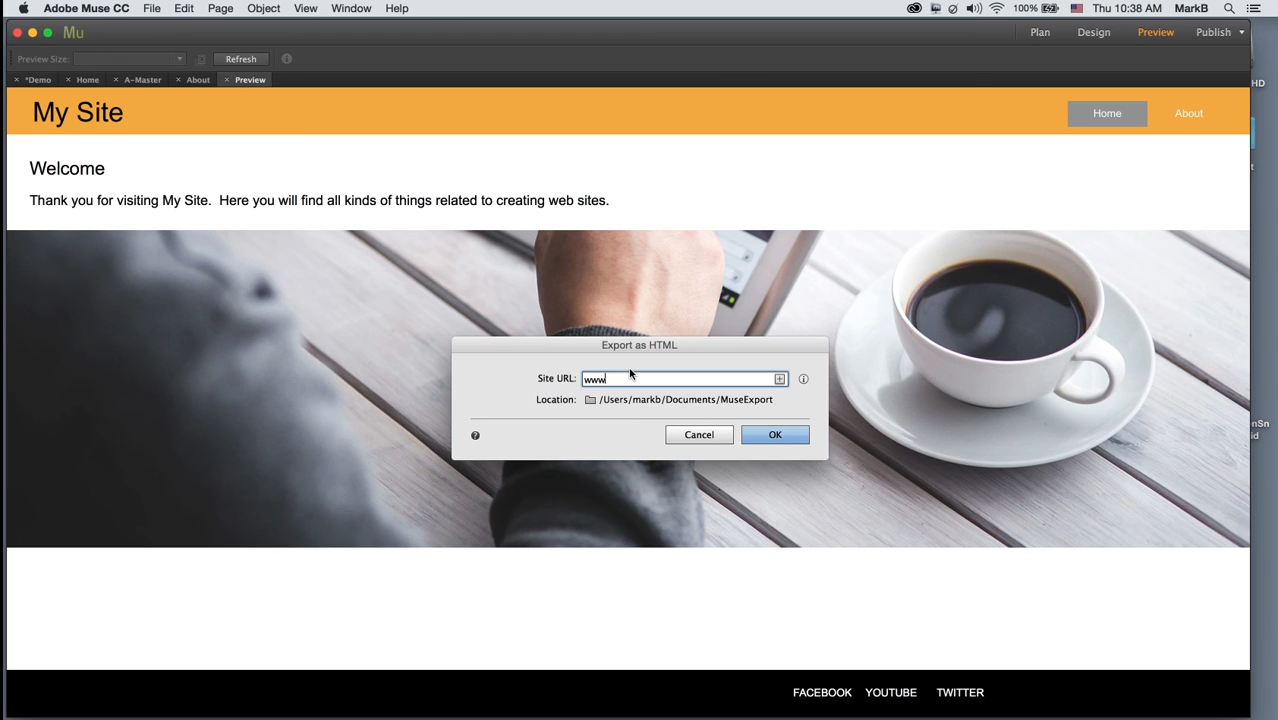 Adobe Muse CC File Edit Page Object View Window Help 100% Thu 10:38 AM MarkB
Mu Plan Design Preview Publish
Preview Size: Refresh
*Demo Home A-Master About Preview
HD
My Site Home About
Welcome
Thank you for visiting My Site. Here you will find all kinds of things related to creating web sites.
Export as HTML
Site URL: www
Location: /Users/markb/Documents/MuseExport
Cancel OK
nSn
id
FACEBOOK YOUTUBE TWITTER